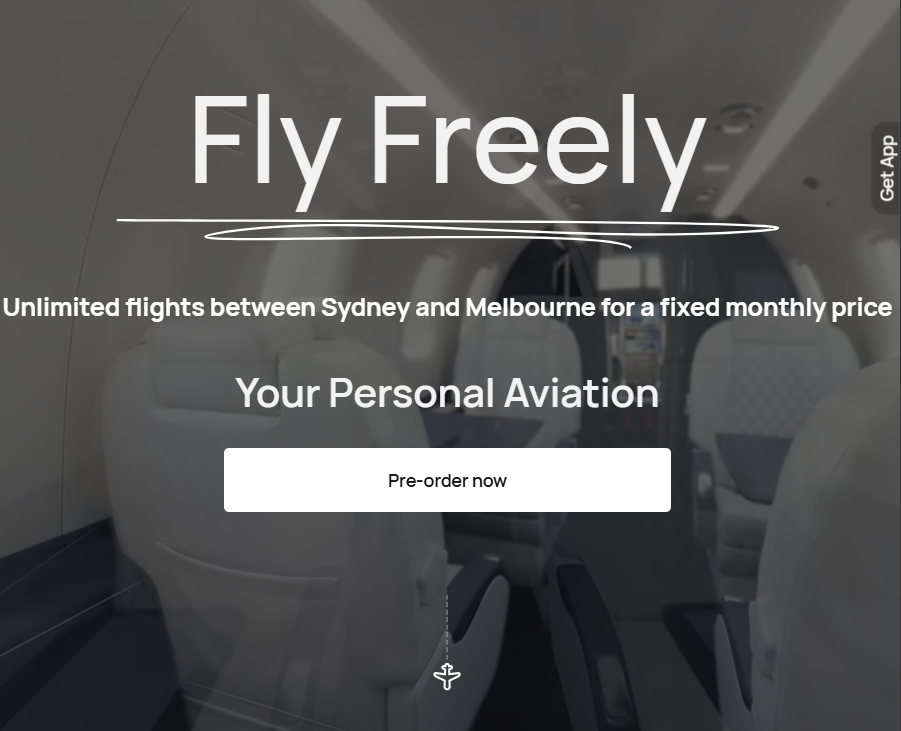 Fly Freely
Get App
Unlimited flights between Sydney and Melbourne for a fixed monthly price
Your Personal Aviation
Pre-order now